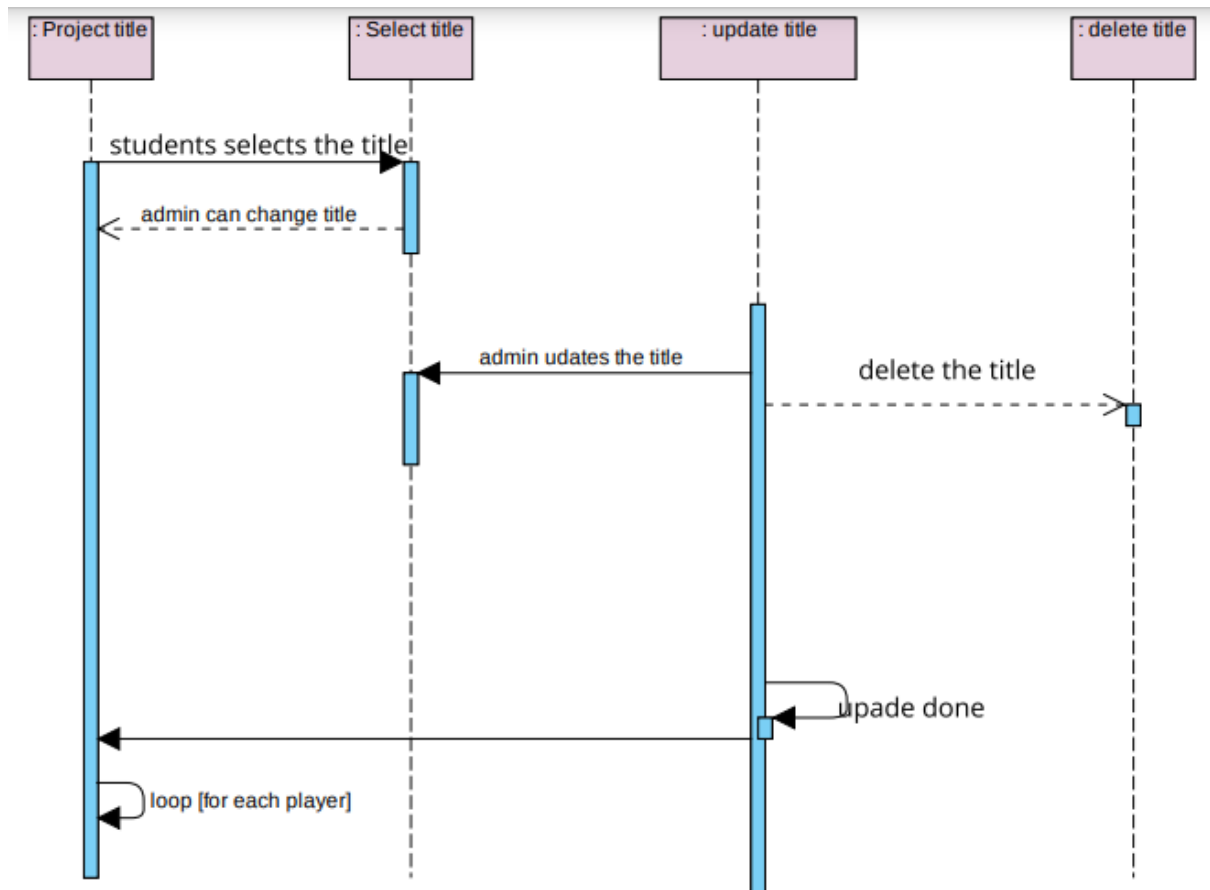 : Project title
: Select title
: update title
: delete title
students selects the title
admin can change title
admin udates the title
delete the title
upade done
loop [for each player]